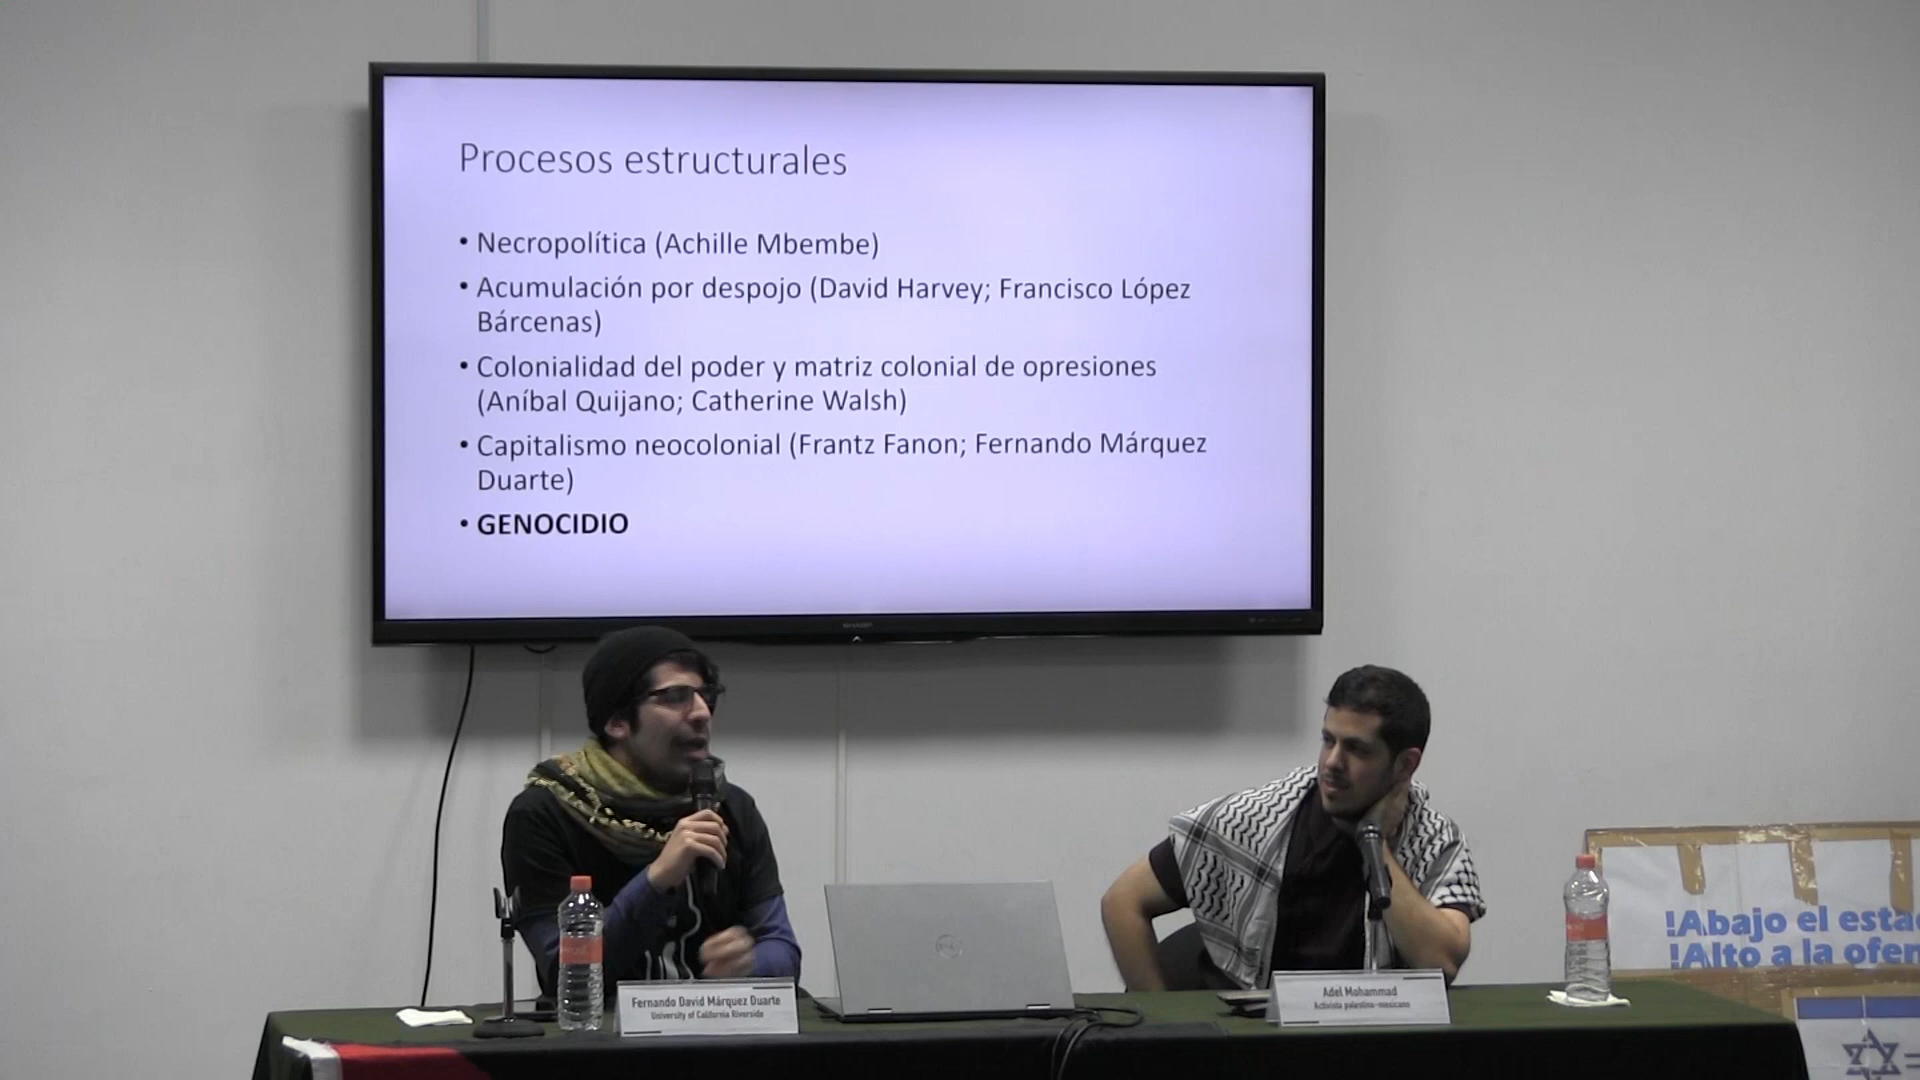 Procesos estructurales
• Necropolítica (Achille Mbembe)
• Acumulación por despojo (David Harvey; Francisco López
Bárcenas)
• Colonialidad del poder y matriz colonial de opresiones
(Aníbal Quijano; Catherine Walsh)
• Capitalismo neocolonial (Frantz Fanon; Fernando Márquez
Duarte)
• GENOCIDIO
SHARP
Fernando David Márquez Duarte
University of California Riverside
DELL
Adel Mohammad
Activista palestino-mexicano
!Abajo el esta
!Alto a la ofen
=